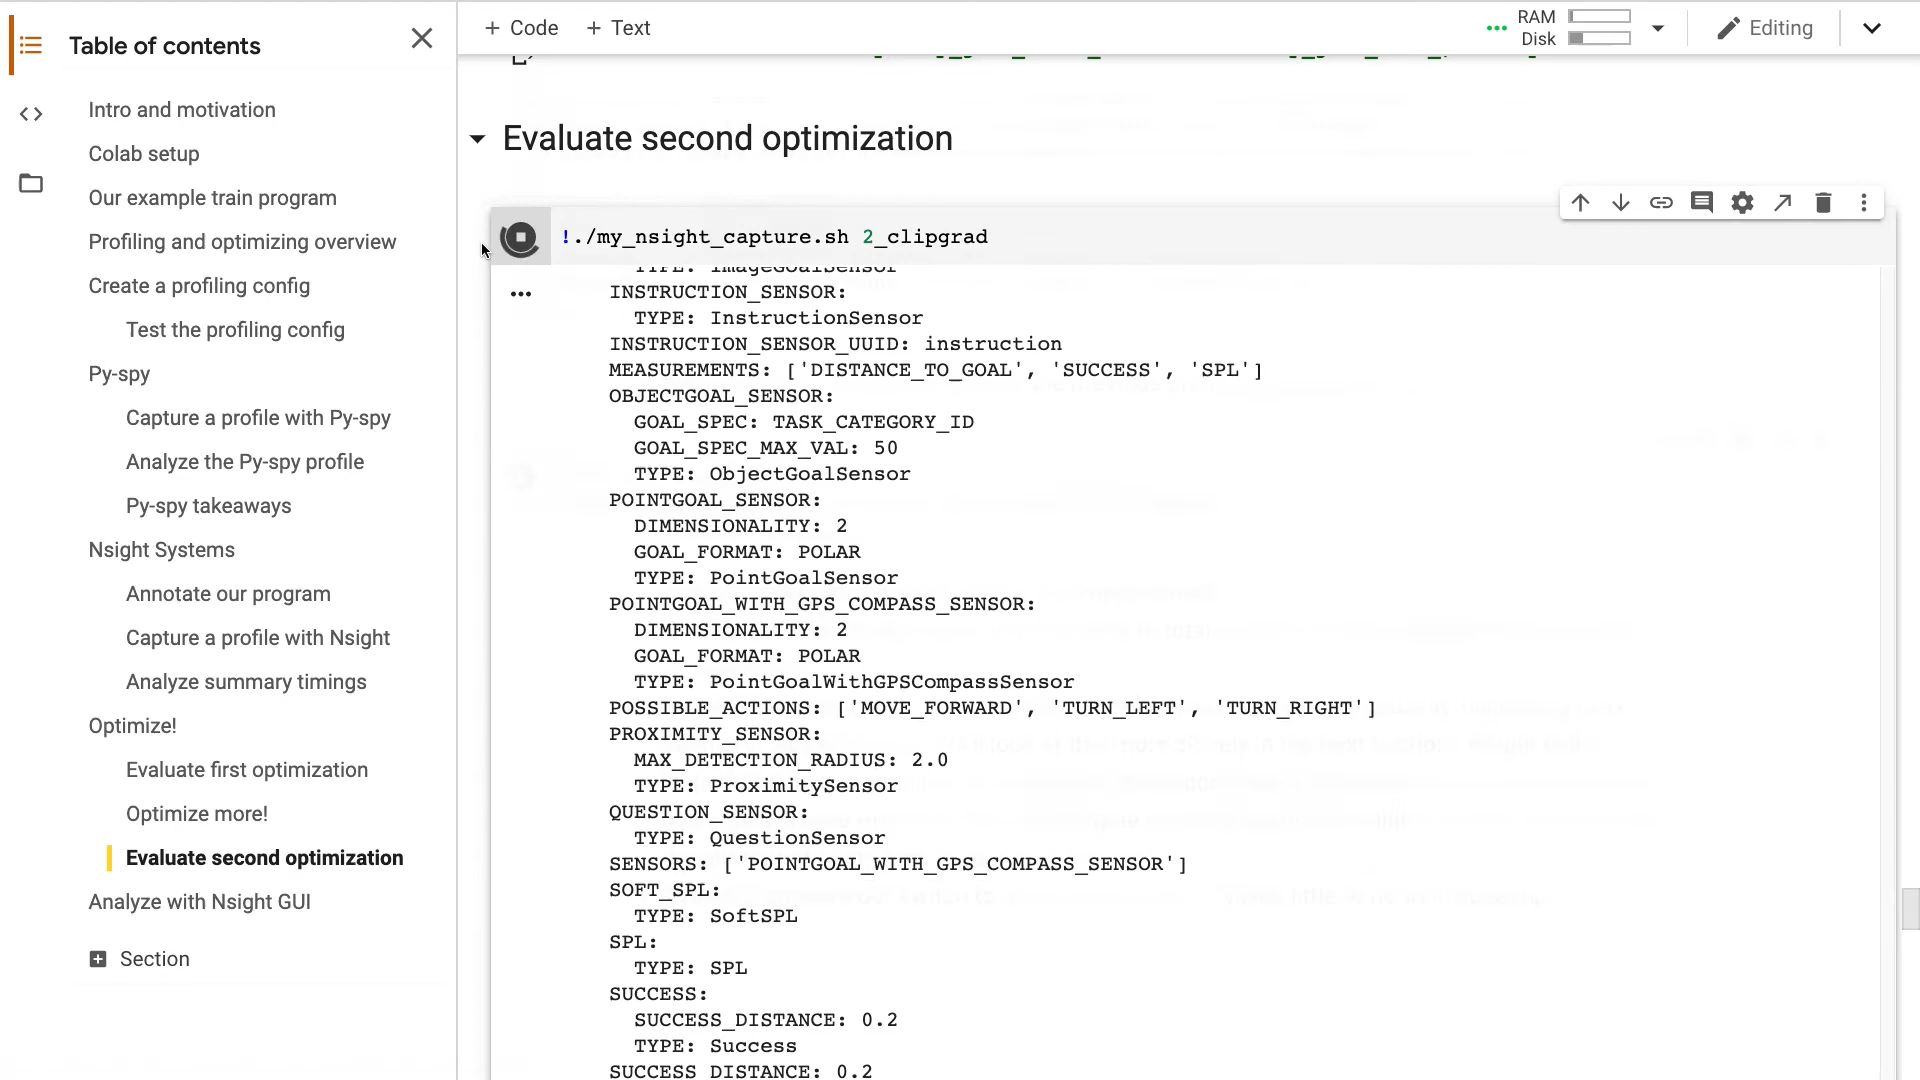 Table of contents
Intro and motivation
Colab setup
Our example train program
Profiling and optimizing overview
Create a profiling config
Test the profiling config
Py-spy
Capture a profile with Py-spy
Analyze the Py-spy profile
Py-spy takeaways
Nsight Systems
Annotate our program
Capture a profile with Nsight
Analyze summary timings
Optimize!
Evaluate first optimization
Optimize more!
Evaluate second optimization
Analyze with Nsight GUI
Section
+ Code + Text
RAM
Disk
Editing
Evaluate second optimization
!./my_nsight_capture.sh 2_clipgrad
TYPE: ImageGoalSensor
INSTRUCTION_SENSOR:
TYPE: InstructionSensor
INSTRUCTION_SENSOR_UUID: instruction
MEASUREMENTS: ['DISTANCE_TO_GOAL', 'SUCCESS', 'SPL']
OBJECTGOAL_SENSOR:
GOAL_SPEC: TASK_CATEGORY_ID
GOAL_SPEC_MAX_VAL: 50
TYPE: ObjectGoalSensor
POINTGOAL_SENSOR:
DIMENSIONALITY: 2
GOAL_FORMAT: POLAR
TYPE: PointGoalSensor
POINTGOAL_WITH_GPS_COMPASS_SENSOR:
DIMENSIONALITY: 2
GOAL_FORMAT: POLAR
TYPE: PointGoalWithGPSCompassSensor
POSSIBLE_ACTIONS: ['MOVE_FORWARD', 'TURN_LEFT', 'TURN_RIGHT']
PROXIMITY_SENSOR:
MAX_DETECTION_RADIUS: 2.0
TYPE: ProximitySensor
QUESTION_SENSOR:
TYPE: QuestionSensor
SENSORS: ['POINTGOAL_WITH_GPS_COMPASS_SENSOR']
SOFT_SPL:
TYPE: SoftSPL
SPL:
TYPE: SPL
SUCCESS:
SUCCESS_DISTANCE: 0.2
TYPE: Success
SUCCESS_DISTANCE: 0.2